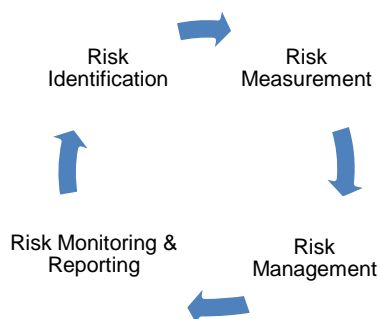 Risk
Identification
Risk
Measurement
Risk
Management
Risk Monitoring &
Reporting